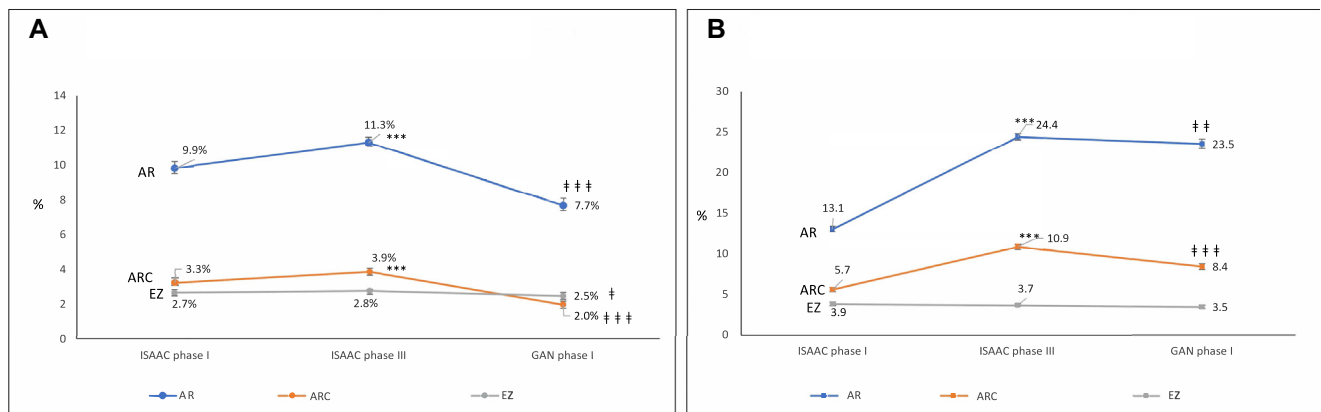 A
14
12
10
8
6
4
2
0
%
9.9%
11.3%
***
AR
ǂ ǂ ǂ
7.7%
ARC
3.3%
3.9%
***
EZ
2.7%
2.8%
2.5% ǂ
2.0% ǂ ǂ ǂ
ISAAC phase I
ISAAC phase III
GAN phase I
AR
ARC
EZ
B
30
25
20
15
10
5
0
%
13.1
AR
*** 24.4
ǂ ǂ
23.5
5.7
ARC
*** 10.9
ǂ ǂ ǂ
8.4
EZ
3.9
3.7
3.5
ISAAC phase I
ISAAC phase III
GAN phase I
AR
ARC
EZ